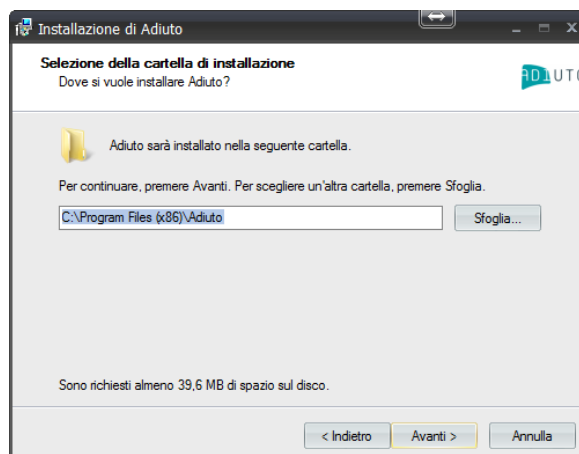 Installazione di Adiuto
Selezione della cartella di installazione
Dove si vuole installare Adiuto?
ADIUTO
Adiuto sarà installato nella seguente cartella.
Per continuare, premere Avanti. Per scegliere un'altra cartella, premere Sfoglia.
C:\Program Files (x86)\Adiuto
Sfoglia...
Sono richiesti almeno 39,6 MB di spazio sul disco.
< Indietro
Avanti >
Annulla